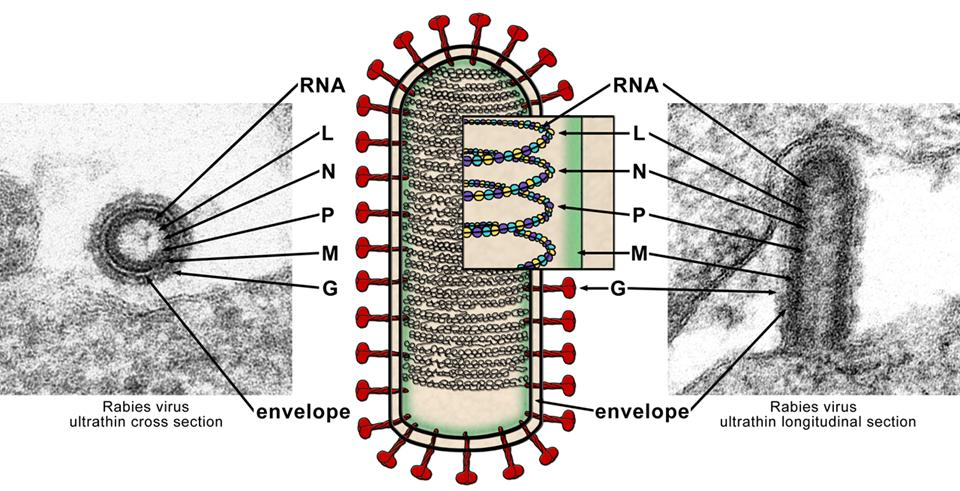 RNA
L
N
P
M
G
envelope
Rabies virus
ultrathin cross section
RNA
L
N
P
M
G
envelope
Rabies virus
ultrathin longitudinal section